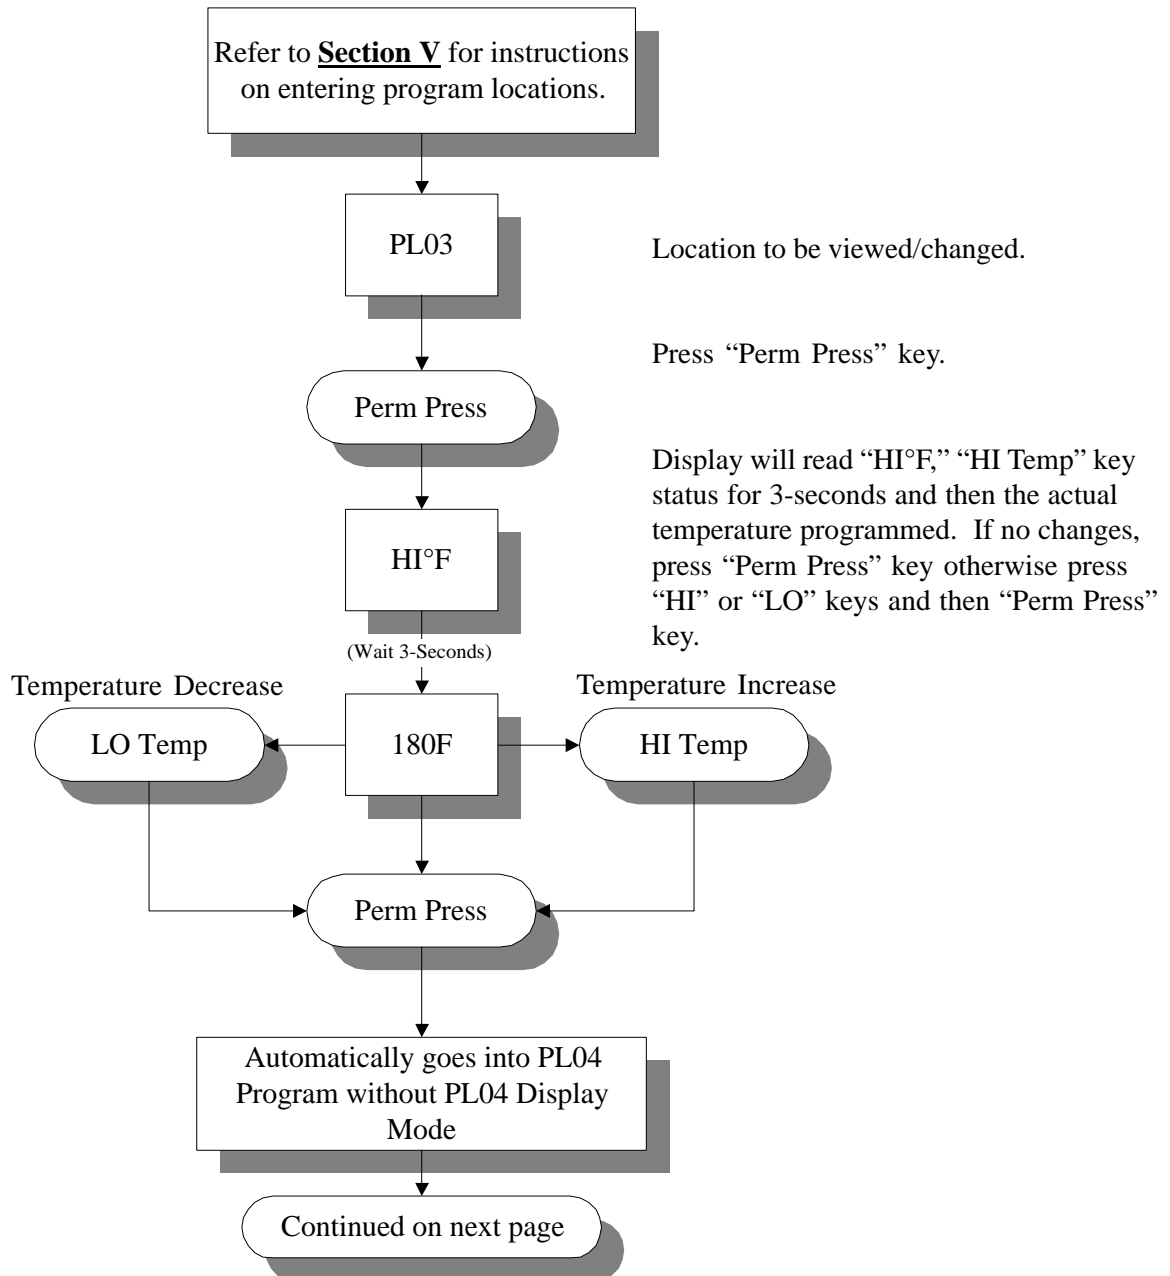 Refer to Section V for instructions
on entering program locations.
PL03
Location to be viewed/changed.
Press “Perm Press” key.
Perm Press
Display will read “HI°F,” “HI Temp” key
status for 3-seconds and then the actual
temperature programmed. If no changes,
press “Perm Press” key otherwise press
“HI” or “LO” keys and then “Perm Press”
key.
HI°F
(Wait 3-Seconds)
Temperature Decrease
Temperature Increase
LO Temp
180F
HI Temp
Perm Press
Automatically goes into PL04
Program without PL04 Display
Mode
Continued on next page